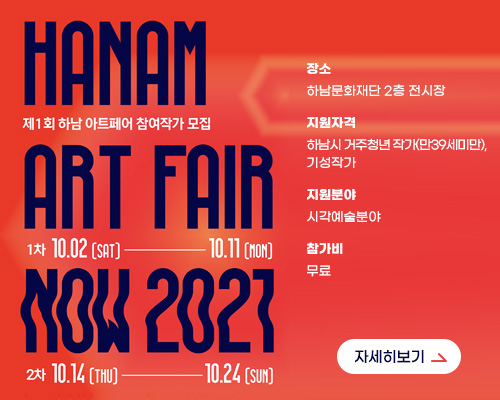 HANAM
제1회 하남 아트페어 참여작가 모집
ART FAIR
1차 10.02 (SAT) 10.11 (MON)
NOW 2021
2차 10.14 (THU) 10.24 (SUN)
장소
하남문화재단 2층 전시장
지원자격
하남시 거주청년 작가(만39세미만),
기성작가
지원분야
시각예술분야
참가비
무료
자세히보기